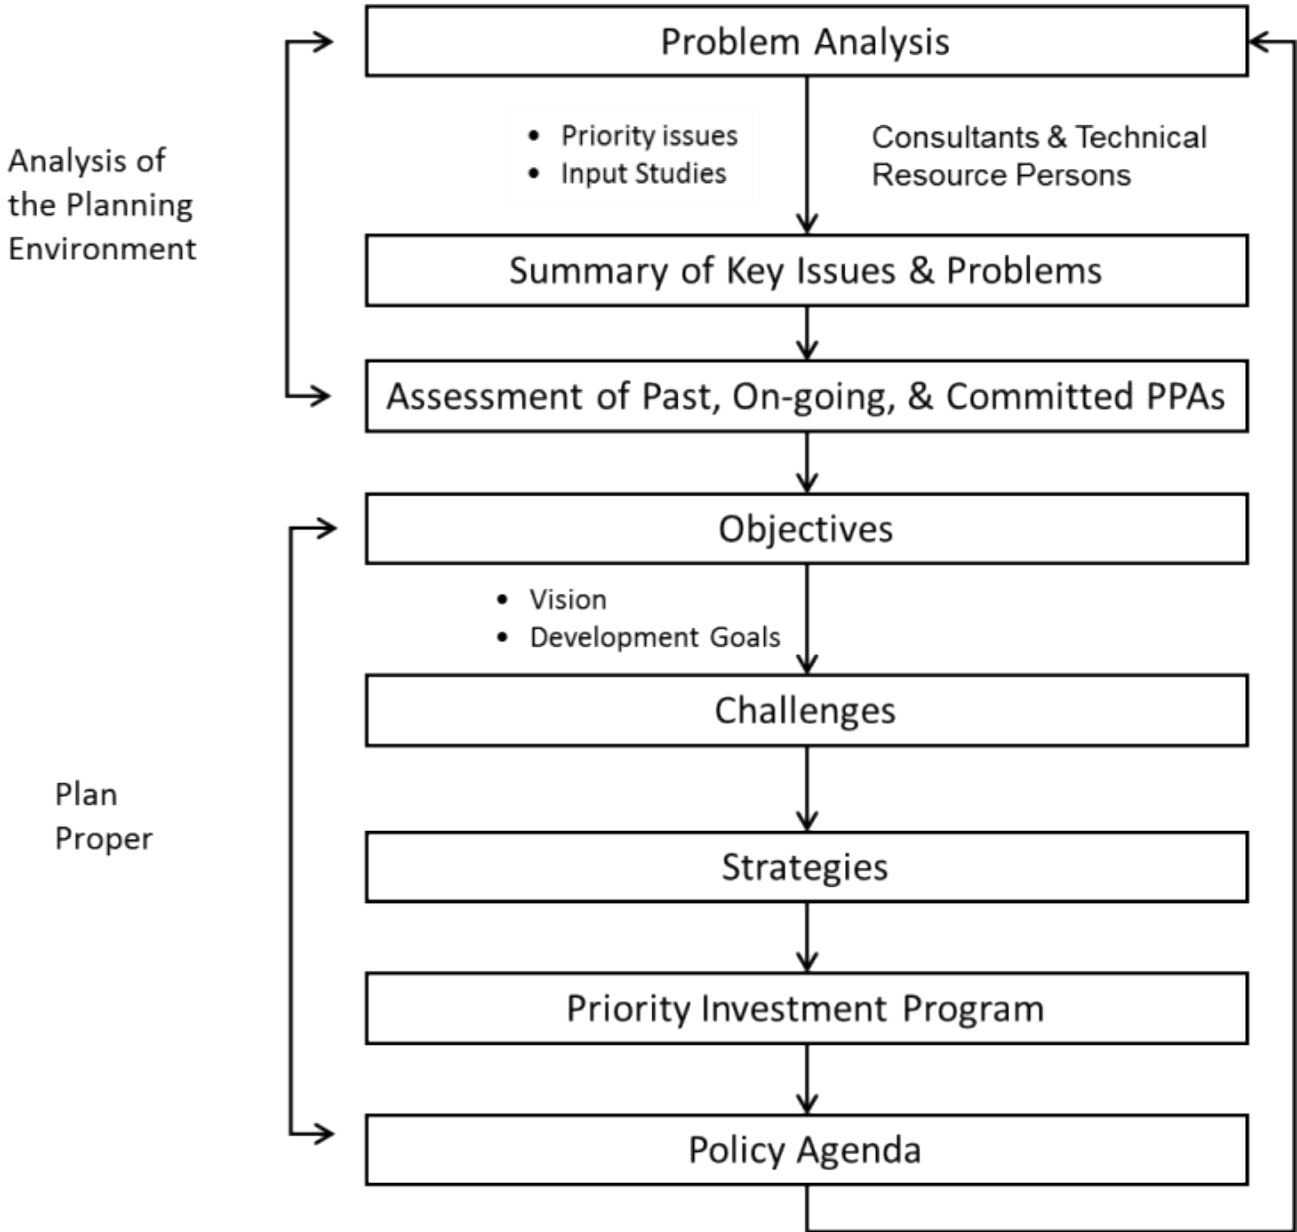 Problem Analysis
• Priority issues
• Input Studies
Consultants & Technical
Resource Persons
Analysis of
the Planning
Environment
Summary of Key Issues & Problems
Assessment of Past, On-going, & Committed PPAs
Objectives
• Vision
• Development Goals
Challenges
Plan
Proper
Strategies
Priority Investment Program
Policy Agenda